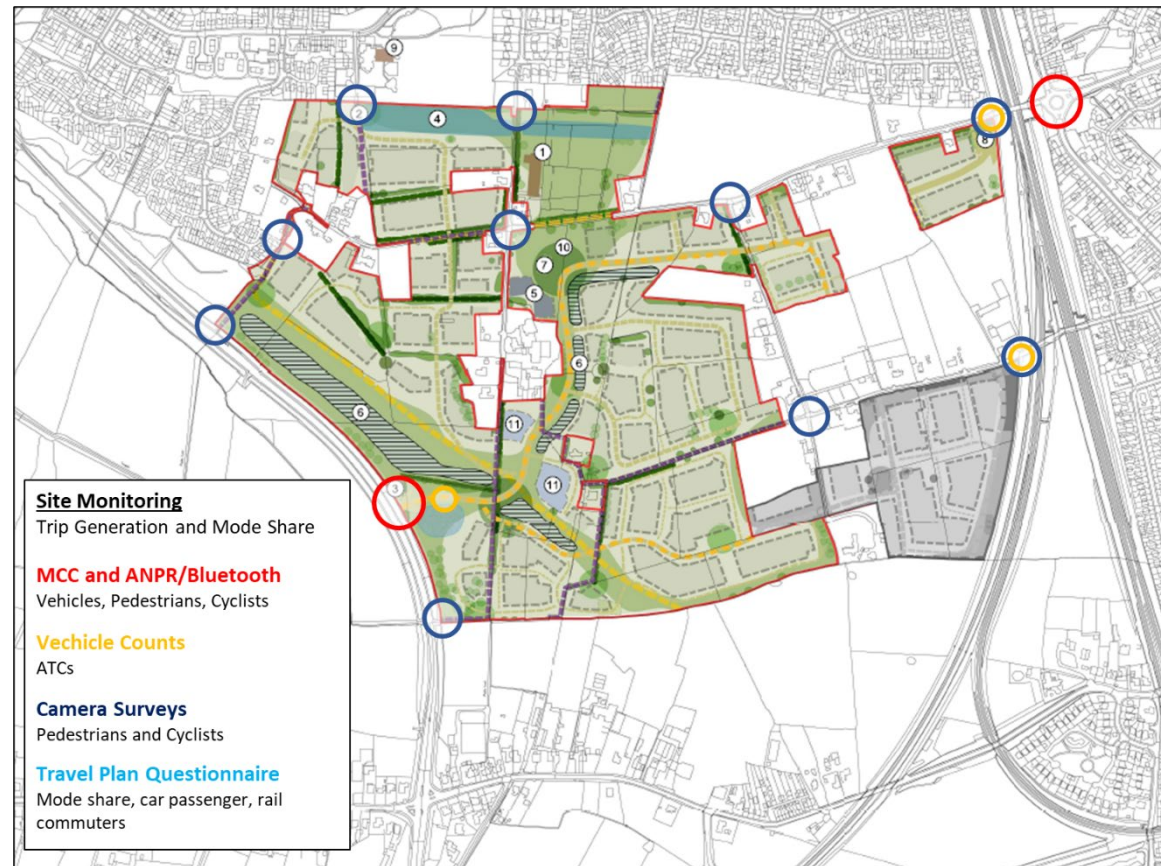 9
2
4
1
8
10
7
5
6
6
11
3
11
Site Monitoring
Trip Generation and Mode Share
MCC and ANPR/Bluetooth
Vehicles, Pedestrians, Cyclists
Vechicle Counts
ATCs
Camera Surveys
Pedestrians and Cyclists
Travel Plan Questionnaire
Mode share, car passenger, rail
commuters